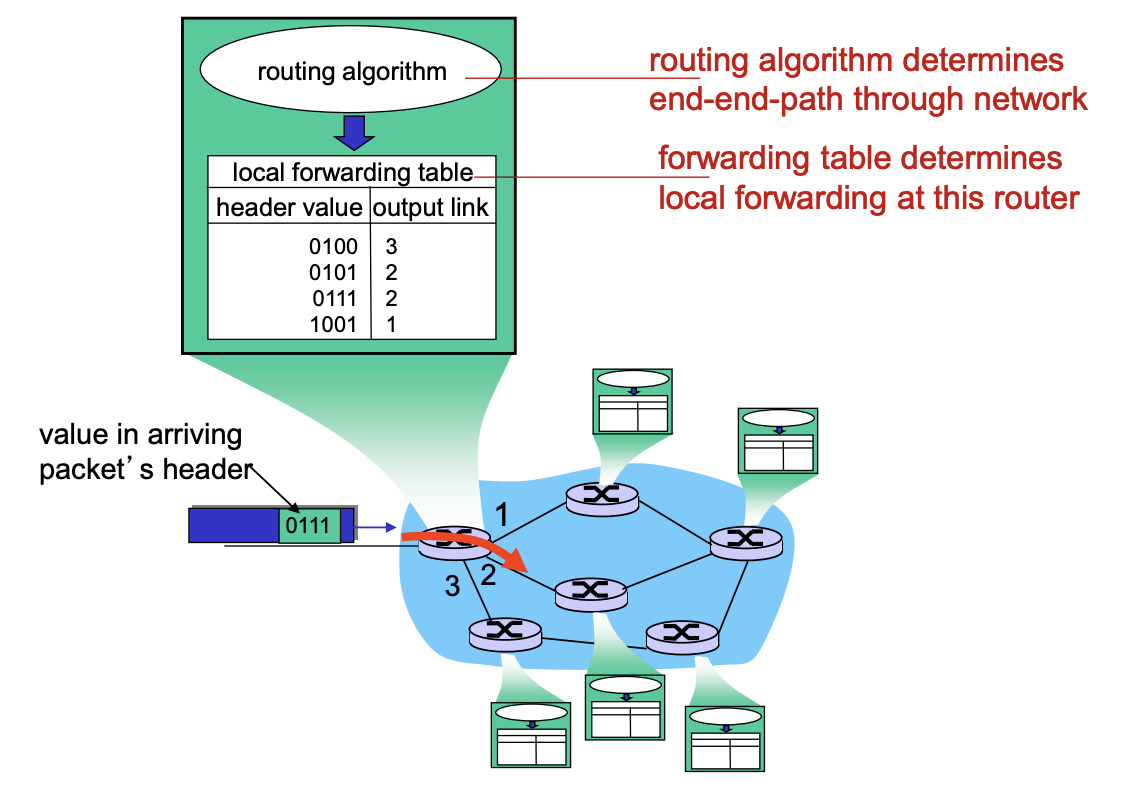 routing algorithm
routing algorithm determines
end-end-path through network
local forwarding table
forwarding table determines
local forwarding at this router
header value output link
0100 3
0101 2
0111 2
1001 1
value in arriving
packet’s header
0111
1
2
3